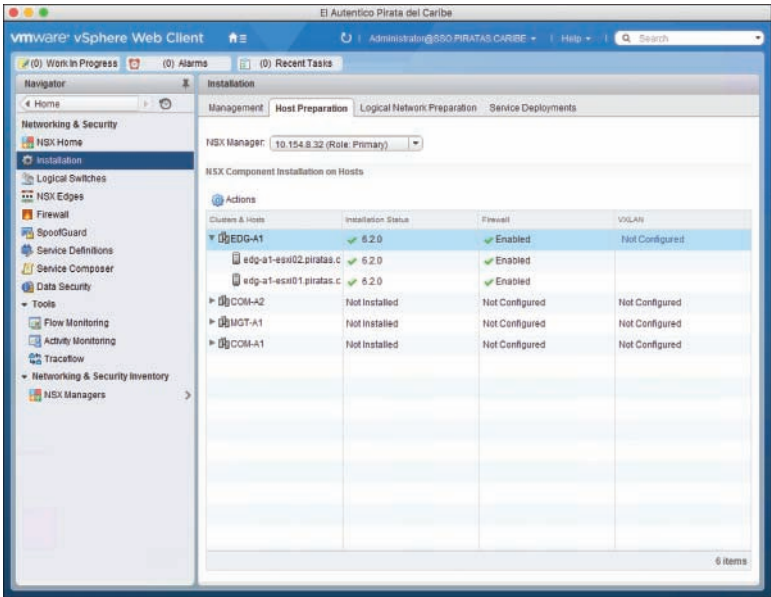 El Autentico Pirata del Caribe
vmware® vSphere Web Client
Administrator@SSO.PIRATAS.CARIBE
Help
Search
(0) Work In Progress
(0) Alarms
(0) Recent Tasks
Navigator
Installation
Home
Management
Host Preparation
Logical Network Preparation
Service Deployments
Networking & Security
NSX Home
Installation
Logical Switches
NSX Edges
Firewall
SpoofGuard
Service Definitions
Service Composer
Data Security
Tools
Flow Monitoring
Activity Monitoring
Traceflow
Networking & Security Inventory
NSX Managers
NSX Manager: 10.154.8.32 (Role: Primary)
NSX Component Installation on Hosts
Actions
Clusters & Hosts Installation Status Firewall VXLAN
EDG-A1 6.2.0 Enabled Not Configured
edg-a1-esxi02.piratas.c 6.2.0 Enabled
edg-a1-esxi01.piratas.c 6.2.0 Enabled
COM-A2 Not Installed Not Configured Not Configured
MGT-A1 Not Installed Not Configured Not Configured
COM-A1 Not Installed Not Configured Not Configured
6 items